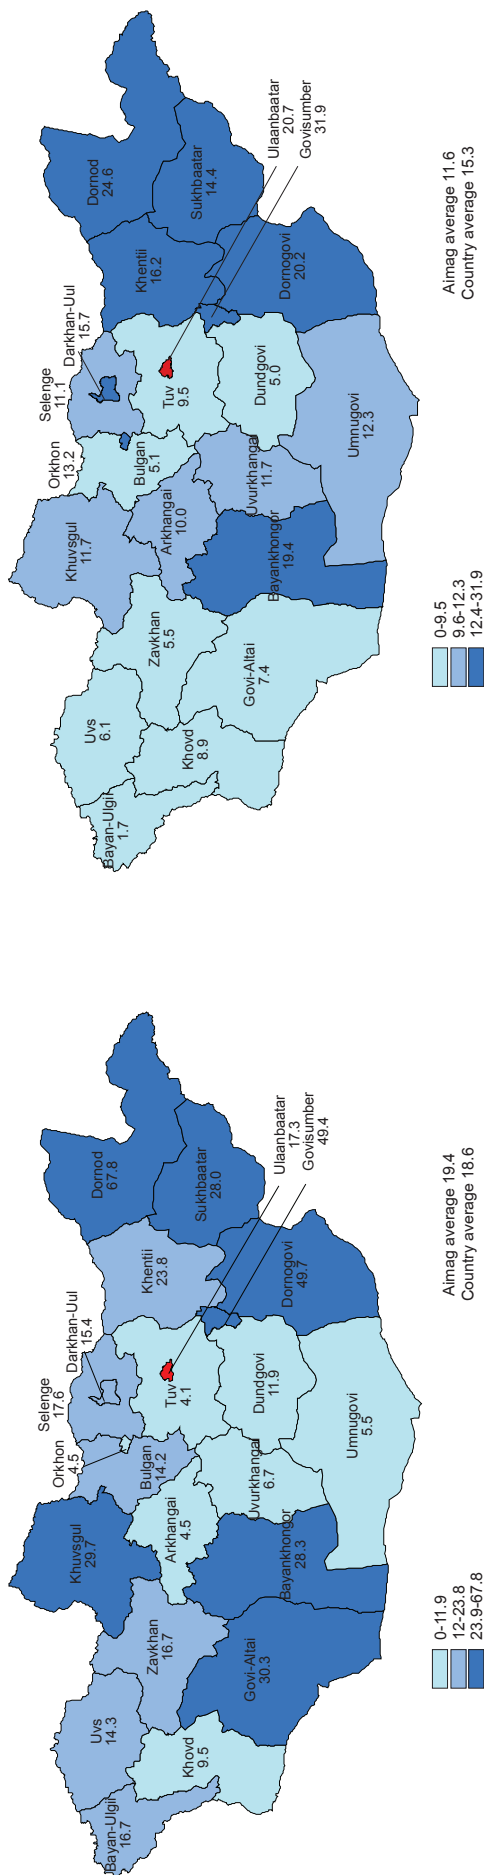 Bayan-Ulgii
16.7
Uvs
14.3
Khovd
9.5
Zavkhan
16.7
Govi-Altai
30.3
Khuvsgul
29.7
Arkhangai
4.5
Bayankhongor
28.3
Orkhon
4.5
Bulgan
14.2
Uvurkhangai
6.7
Umnugovi
5.5
Selenge
17.6
Darkhan-Uul
15.4
Tuv
4.1
Dundgovi
11.9
Khentii
23.8
Dornogovi
49.7
Dornod
67.8
Sukhbaatar
28.0
Ulaanbaatar
17.3
Govisumber
49.4
0-11.9
12-23.8
23.9-67.8
Aimag average 19.4
Country average 18.6
Bayan-Ulgii
1.7
Uvs
6.1
Khovd
8.9
Zavkhan
5.5
Govi-Altai
7.4
Khuvsgul
11.7
Arkhangai
10.0
Bayankhongor
19.4
Orkhon
13.2
Bulgan
5.1
Uvurkhangai
11.7
Umnugovi
12.3
Selenge
11.1
Darkhan-Uul
15.7
Tuv
9.5
Dundgovi
5.0
Khentii
16.2
Dornogovi
20.2
Dornod
24.6
Sukhbaatar
14.4
Ulaanbaatar
20.7
Govisumber
31.9
0-9.5
9.6-12.3
12.4-31.9
Aimag average 11.6
Country average 15.3